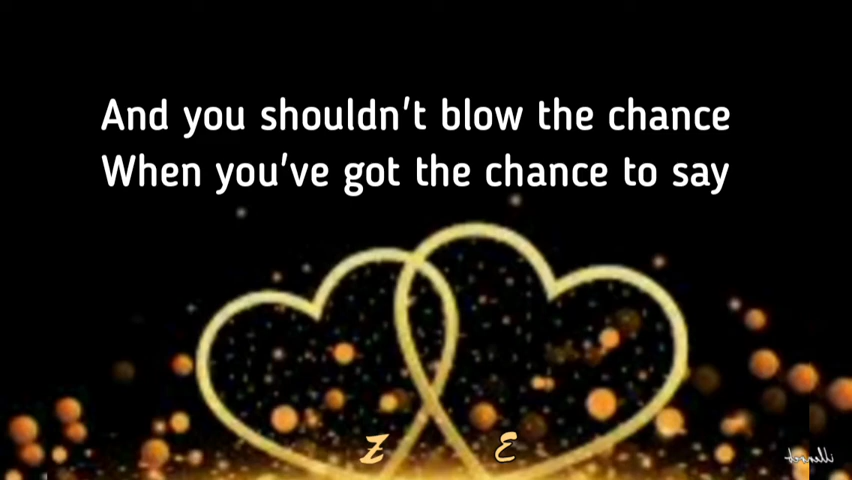 And you shouldn't blow the chance
When you've got the chance to say
Z E